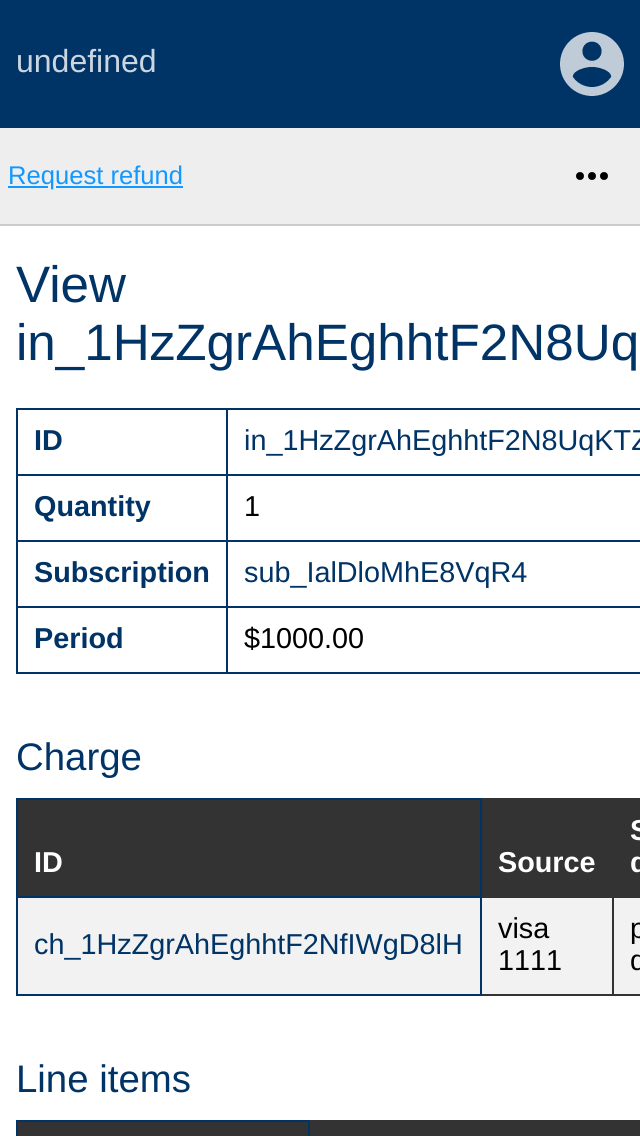 undefined
Request refund
View
in_1HzZgrAhEghhtF2N8Uq
ID in_1HzZgrAhEghhtF2N8UqKTZ
Quantity 1
Subscription sub_IalDloMhE8VqR4
Period $1000.00
Charge
ID Source
ch_1HzZgrAhEghhtF2NfIWgD8lH visa
1111
Line items